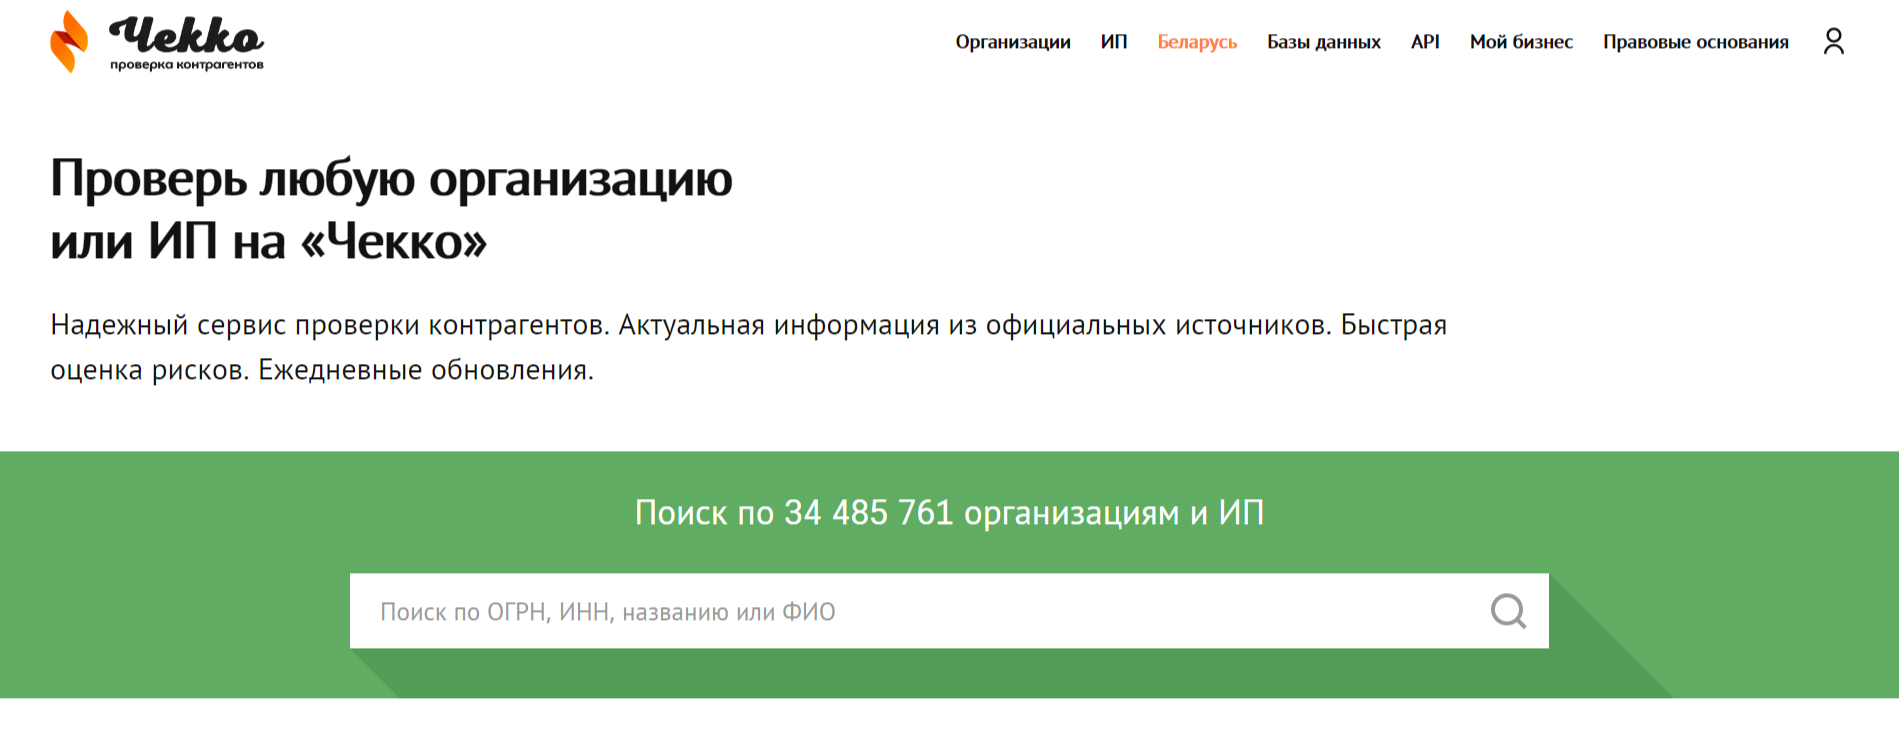 Чекко
проверка контрагентов
Организации ИП Беларусь Базы данных API Мой бизнес Правовые основания
Проверь любую организацию
или ИП на «Чекко»
Надежный сервис проверки контрагентов. Актуальная информация из официальных источников. Быстрая
оценка рисков. Ежедневные обновления.
Поиск по 34 485 761 организациям и ИП
Поиск по ОГРН, ИНН, названию или ФИО